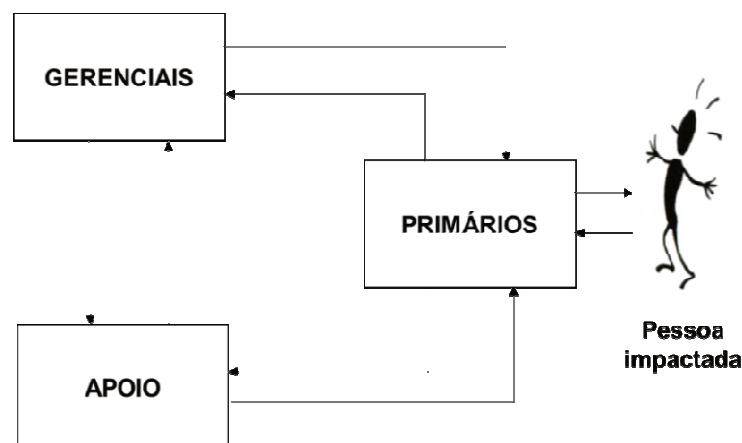 GERENCIAIS
PRIMÁRIOS
Pessoa
impactada
APOIO